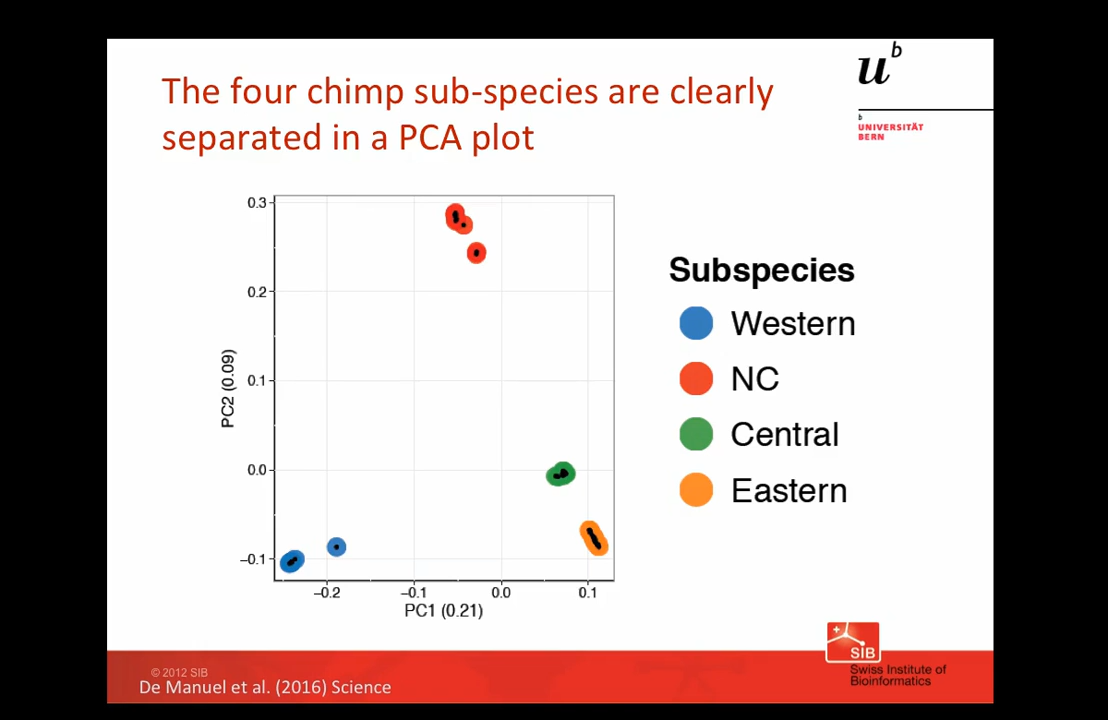 The four chimp sub-species are clearly
separated in a PCA plot
u^b
b
UNIVERSITÄT
BERN
0.3
0.2
0.1
0.0
−0.1
PC2 (0.09)
−0.2
−0.1
0.0
0.1
PC1 (0.21)
Subspecies
Western
NC
Central
Eastern
SIB
Swiss Institute of
Bioinformatics
© 2012 SIB
De Manuel et al. (2016) Science